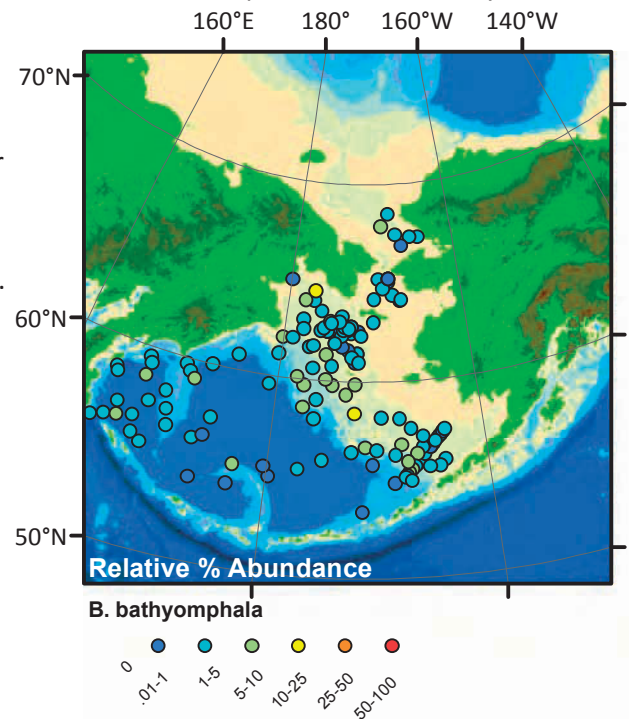 160°E 180° 160°W 140°W
70°N
60°N
50°N
Relative % Abundance
B. bathyomphala
0 .01-1 1-5 5-10 10-25 25-50 50-100